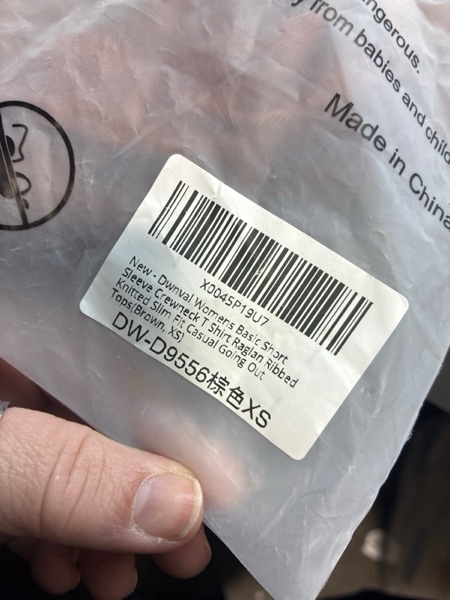 ngerous.
y from babies and child
Made in China
X0045P19U7
New - Dwnval Womens Basic Short
Sleeve Crewneck T Shirt Raglan Ribbed
Knitted Slim Fit Casual Going Out
Tops(Brown, XS)
DW-D9556棕色XS